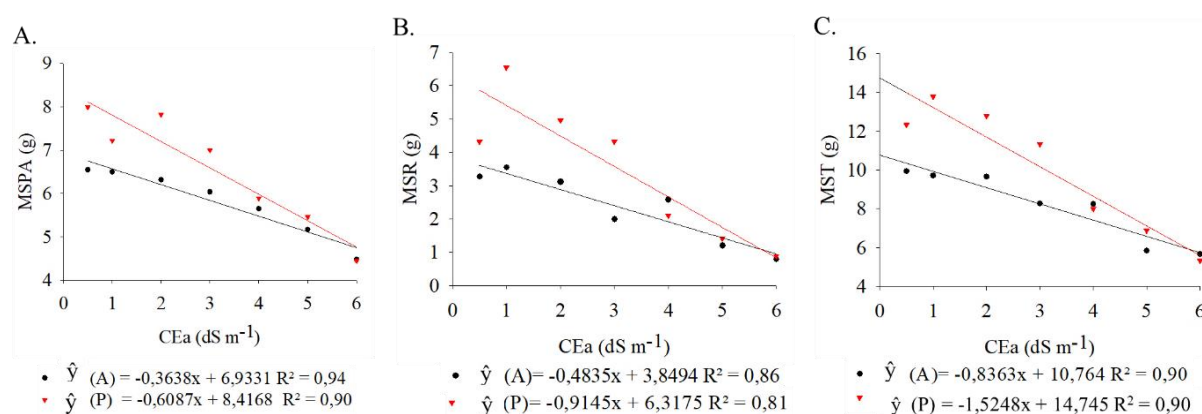 A.
MSPA (g)
9
8
7
6
5
4
0 1 2 3 4 5 6
CEa (dS m-1)
ŷ (A) = -0,3638x + 6,9331 R² = 0,94
ŷ (P) = -0,6087x + 8,4168 R² = 0,90
B.
MSR (g)
7
6
5
4
3
2
1
0
0 1 2 3 4 5 6
CEa (dS m-1)
ŷ (A)= -0,4835x + 3,8494 R² = 0,86
ŷ (P)= -0,9145x + 6,3175 R² = 0,81
C.
MST (g)
16
14
12
10
8
6
4
0 1 2 3 4 5 6
CEa (dS m-1)
ŷ (A)= -0,8363x + 10,764 R² = 0,90
ŷ (P)= -1,5248x + 14,745 R² = 0,90